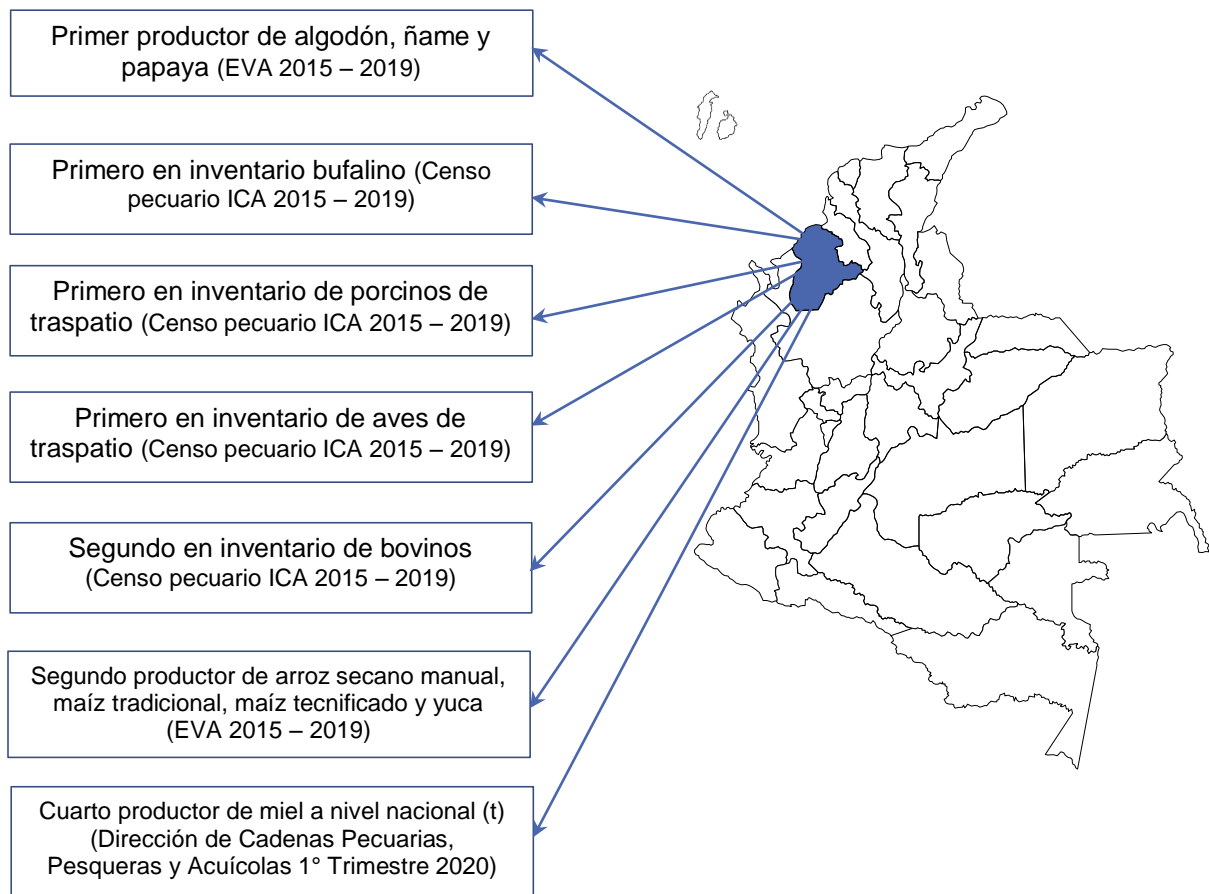 Primer productor de algodón, ñame y
papaya (EVA 2015 – 2019)
Primero en inventario bufalino (Censo
pecuario ICA 2015 – 2019)
Primero en inventario de porcinos de
traspatio (Censo pecuario ICA 2015 – 2019)
Primero en inventario de aves de
traspatio (Censo pecuario ICA 2015 – 2019)
Segundo en inventario de bovinos
(Censo pecuario ICA 2015 – 2019)
Segundo productor de arroz secano manual,
maíz tradicional, maíz tecnificado y yuca
(EVA 2015 – 2019)
Cuarto productor de miel a nivel nacional (t)
(Dirección de Cadenas Pecuarias,
Pesqueras y Acuícolas 1° Trimestre 2020)